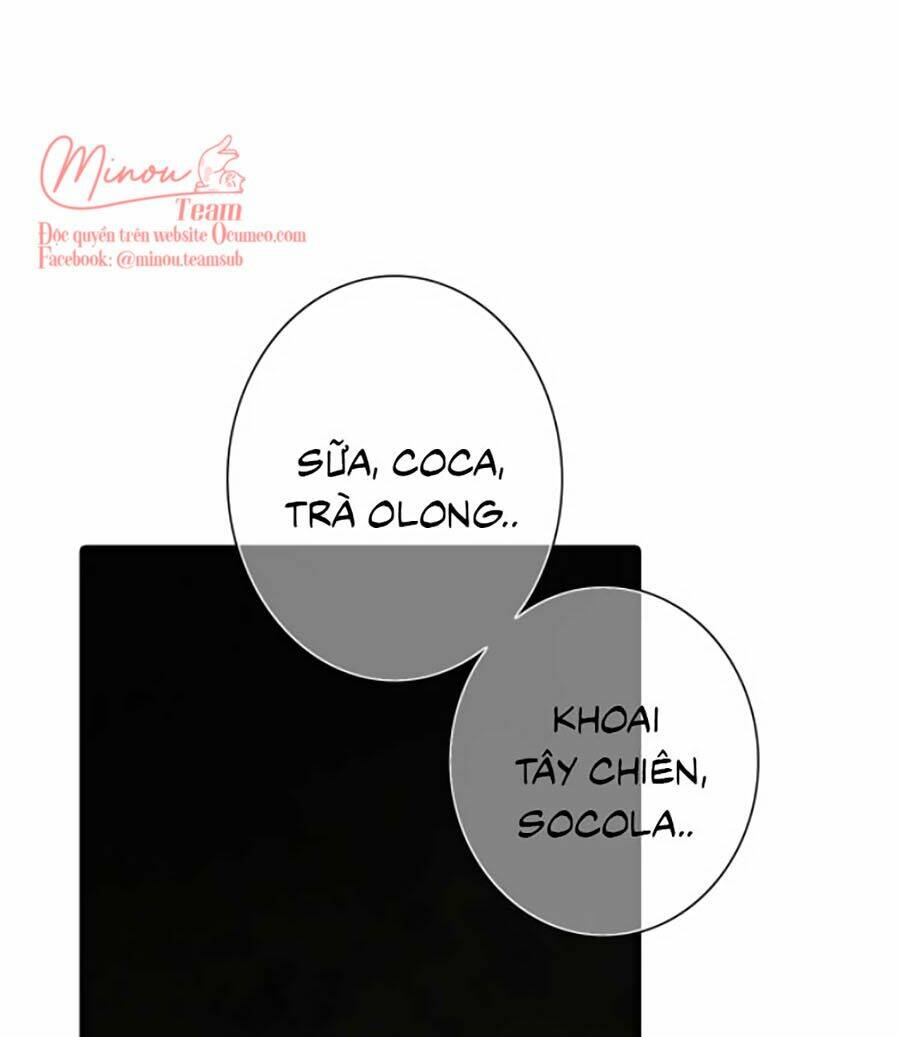 Minou
Team
Độc quyền trên website Ocumeo.com
Facebook: @minou.teamsub
SỮA, COCA,
TRÀ OLONG..
KHOAI
TÂY CHIÊN,
SOCOLA..